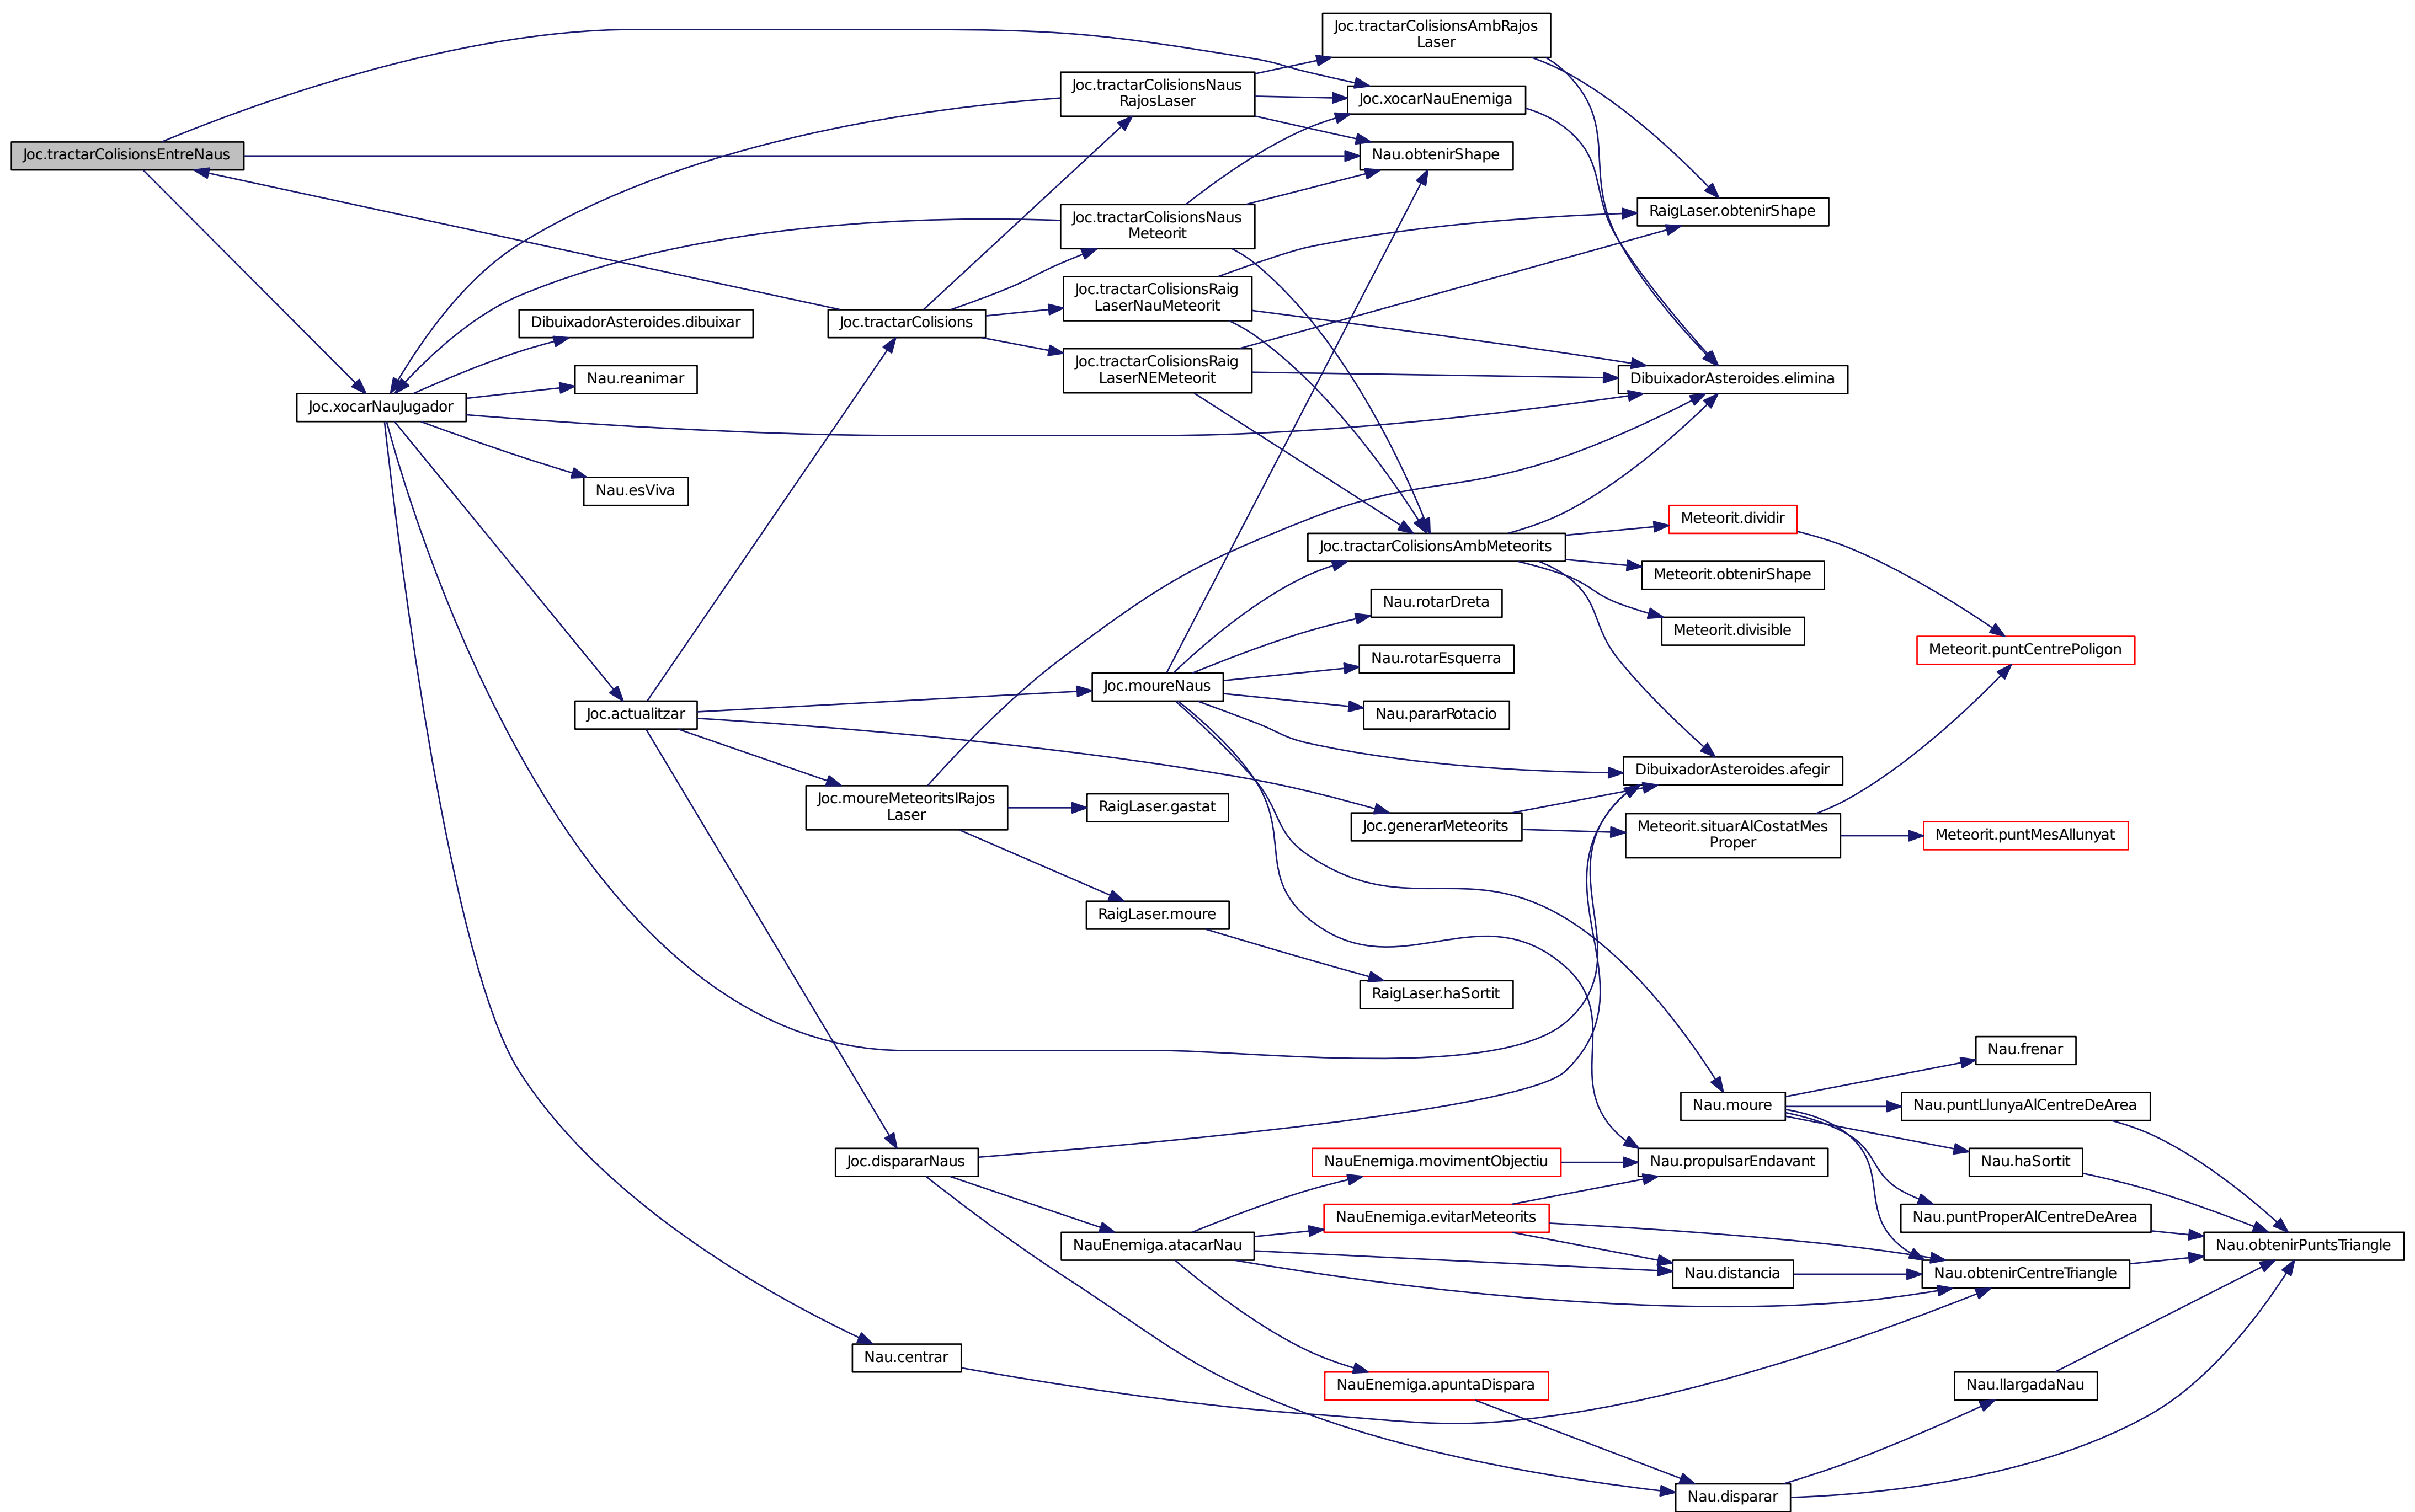 Joc.tractarColisionsAmbRajos
Laser
Joc.tractarColisionsNaus
RajosLaser
Joc.xocarNauEnemiga
Joc.tractarColisionsEntreNaus
Nau.obtenirShape
Joc.tractarColisionsNaus
Meteorit
RaigLaser.obtenirShape
Joc.tractarColisionsRaig
LaserNauMeteorit
DibuixadorAsteroides.dibuixar
Joc.tractarColisions
Joc.tractarColisionsRaig
LaserNEMeteorit
Nau.reanimar
DibuixadorAsteroides.elimina
Joc.xocarNauJugador
Nau.esViva
Meteorit.dividir
Joc.tractarColisionsAmbMeteorits
Meteorit.obtenirShape
Nau.rotarDreta
Meteorit.divisible
Meteorit.puntCentrePoligon
Nau.rotarEsquerra
Joc.moureNaus
Joc.actualitzar
Nau.pararRotacio
DibuixadorAsteroides.afegir
Joc.moureMeteoritsIRajos
Laser
RaigLaser.gastat
Joc.generarMeteorits
Meteorit.situarAlCostatMes
Proper
Meteorit.puntMesAllunyat
RaigLaser.moure
RaigLaser.haSortit
Nau.frenar
Nau.moure
Nau.puntLlunyaAlCentreDeArea
Joc.dispararNaus
NauEnemiga.movimentObjectiu
Nau.propulsarEndavant
Nau.haSortit
NauEnemiga.evitarMeteorits
Nau.puntProperAlCentreDeArea
NauEnemiga.atacarNau
Nau.obtenirPuntsTriangle
Nau.distancia
Nau.obtenirCentreTriangle
Nau.centrar
NauEnemiga.apuntaDispara
Nau.llargadaNau
Nau.disparar